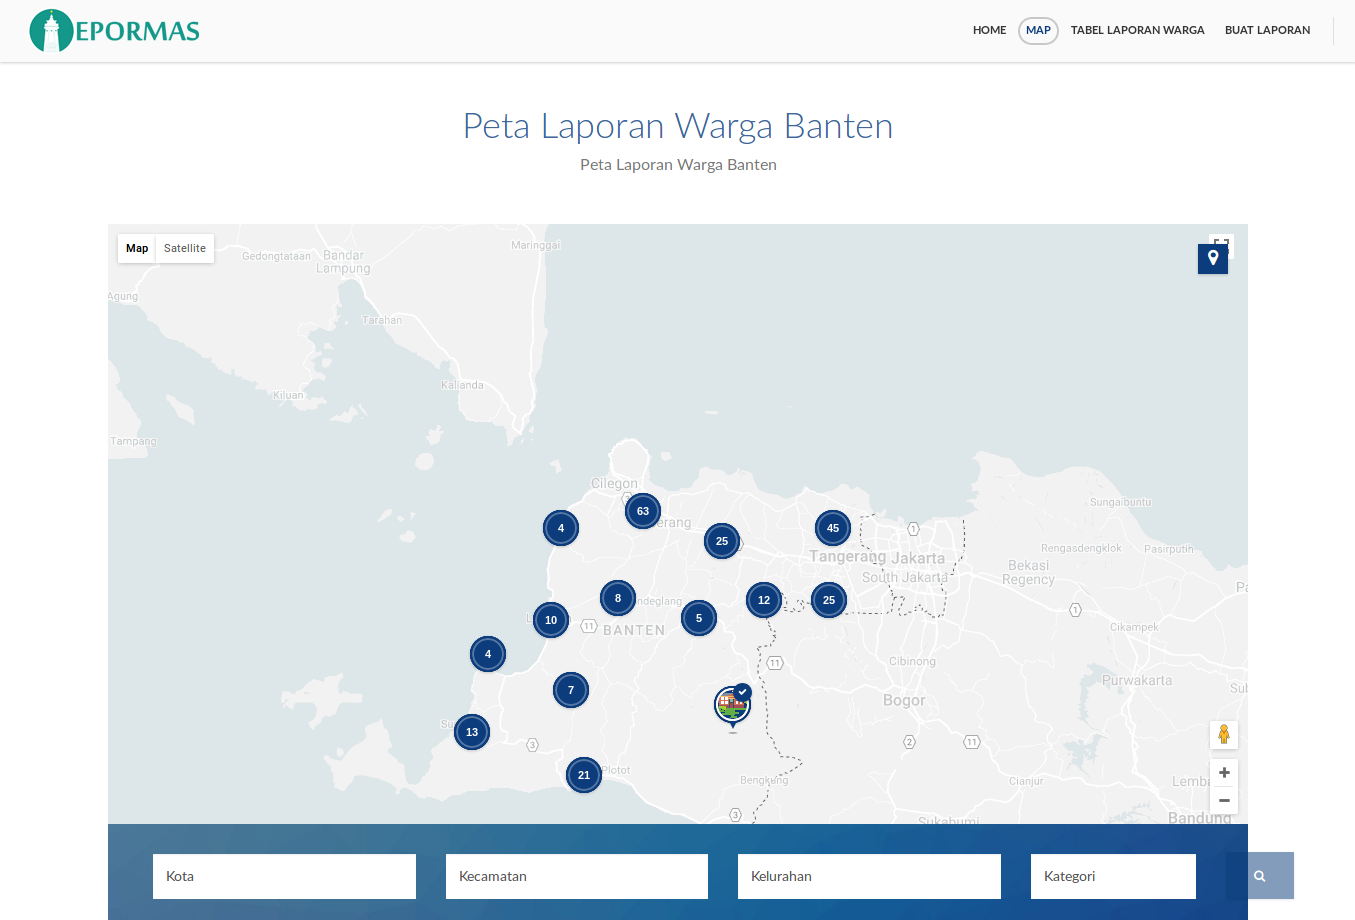 EPORMAS
HOME
MAP
TABEL LAPORAN WARGA
BUAT LAPORAN
Peta Laporan Warga Banten
Peta Laporan Warga Banten
Map
Satellite
Maringgai
Gedongtataan
Bandar
Lampung
Agung
Tarahan
Kalianda
Kiluan
Tampang
Cilegon
63
4
25
45
1
Sungaibuntu
Tangerang
Jakarta
Rengasdengklok
Pasirputih
South Jakarta
Bekasi
Regency
8
12
25
5
10
11
BANTEN
1
Cikampek
4
11
Cibinong
7
Purwakarta
Bogor
13
3
2
11
21
Plotot
Bengkung
Cianjur
3
Sukabumi
Bandung
Kota
Kecamatan
Kelurahan
Kategori